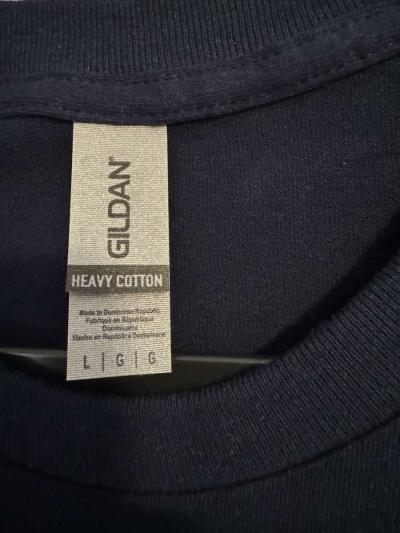 GILDAN
HEAVY COTTON
Made in Dominican Republic
Fabriqué en République
Dominicaine
Hecho en República Dominicana
L | G | G